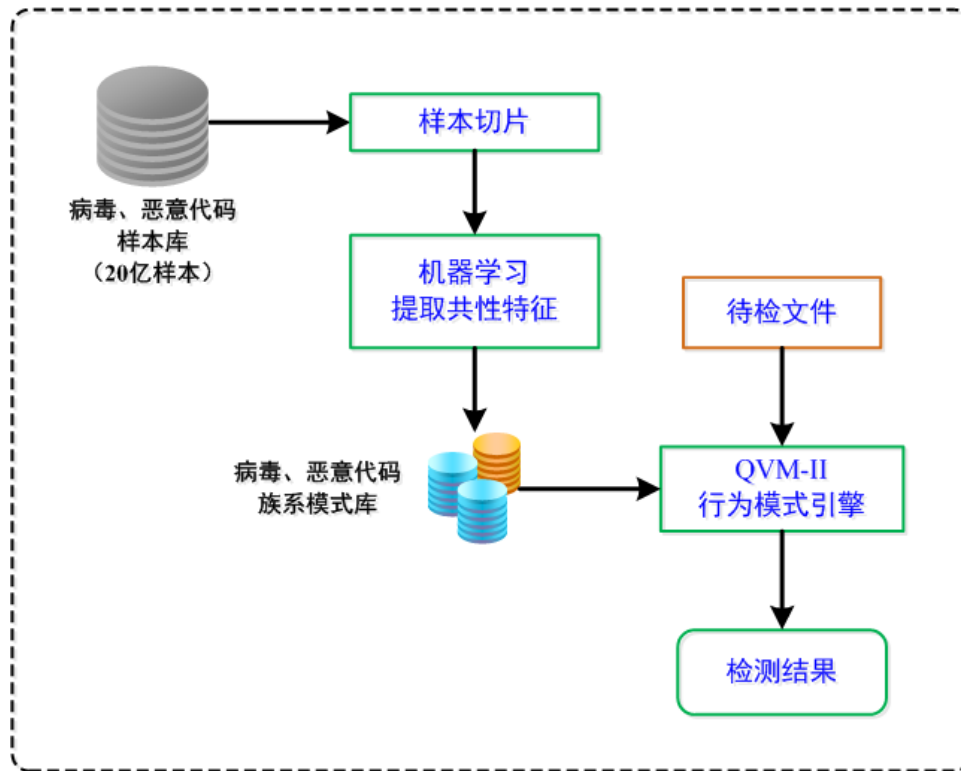 样本切片
病毒、恶意代码
样本库
（20亿样本）
机器学习
提取共性特征
待检文件
病毒、恶意代码
族系模式库
QVM-II
行为模式引擎
检测结果